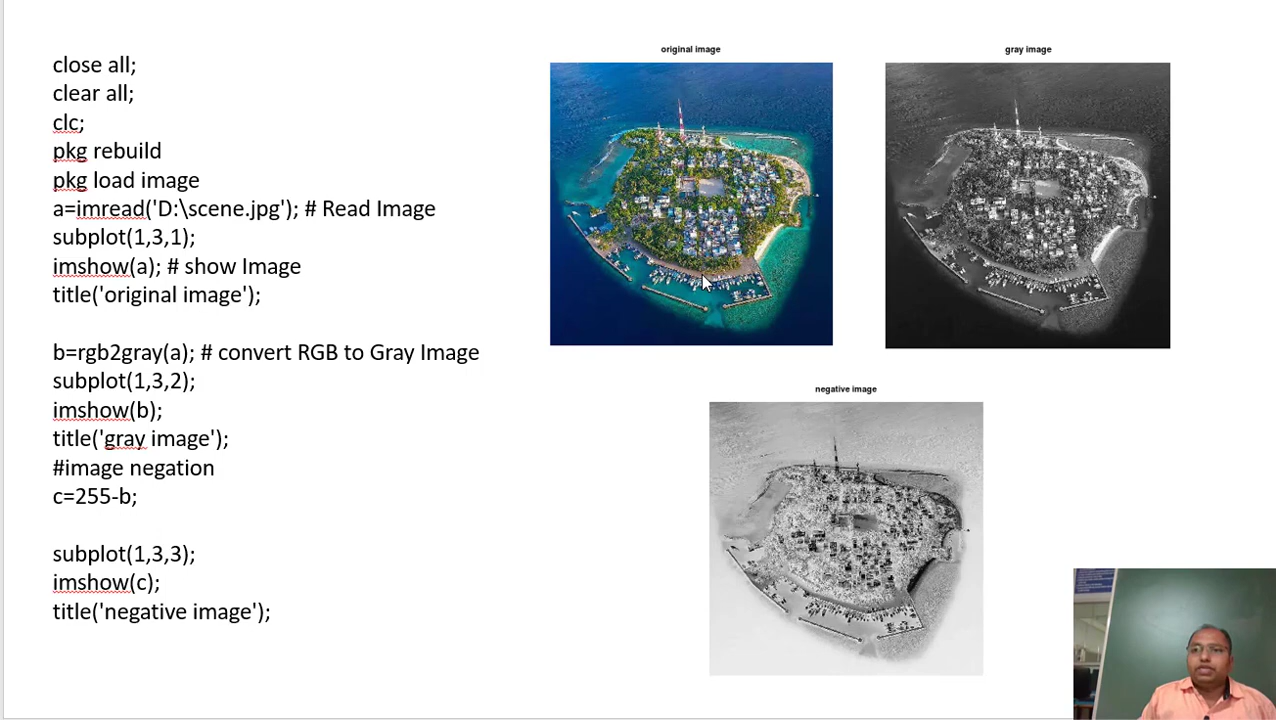 close all;
clear all;
clc;
pkg rebuild
pkg load image
a=imread('D:\scene.jpg'); # Read Image
subplot(1,3,1);
imshow(a); # show Image
title('original image');
b=rgb2gray(a); # convert RGB to Gray Image
subplot(1,3,2);
imshow(b);
title('gray image');
#image negation
c=255-b;
subplot(1,3,3);
imshow(c);
title('negative image');
original image
gray image
negative image